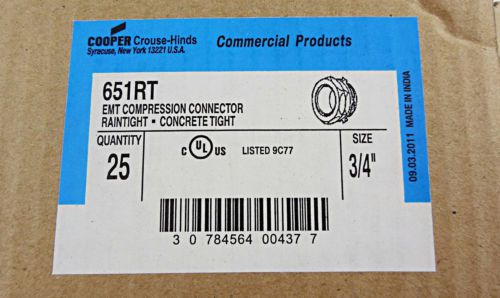 COOPER Crouse-Hinds
Syracuse, New York 13221 U.S.A.
Commercial Products
651RT
EMT COMPRESSION CONNECTOR
RAINTIGHT - CONCRETE TIGHT
QUANTITY
25
C UL US
LISTED 9C77
SIZE
3/4"
09.03.2011 MADE IN INDIA
3 0 784564 00437 7